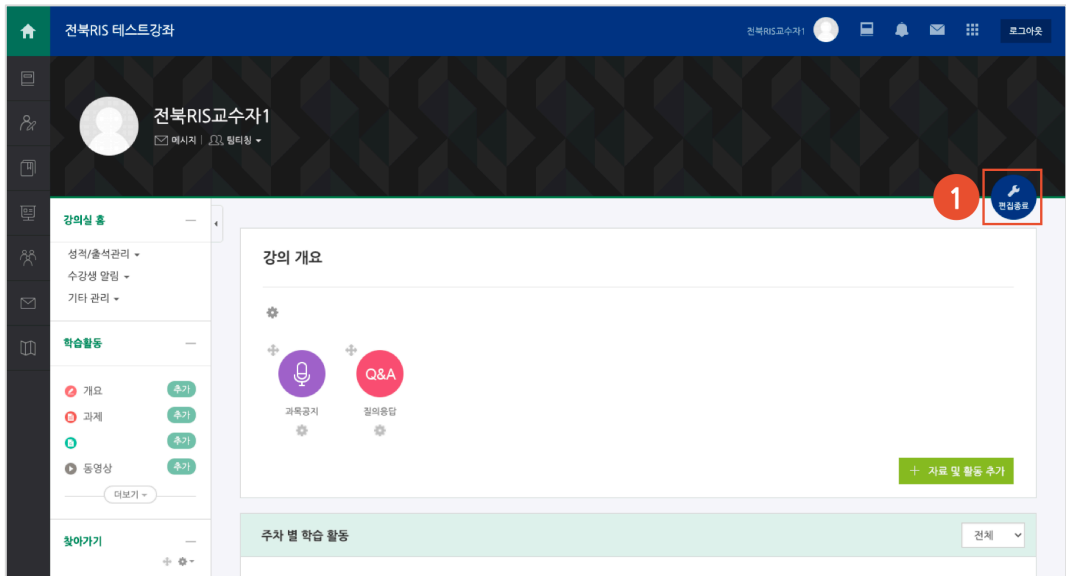 전북RIS 테스트강좌
전북RIS교수자1
로그아웃
전북RIS교수자1
메시지 | 팀티칭
1
편집종료
강의실 홈
성적/출석관리
수강생 알림
기타 관리
학습활동
개요 추가
과제 추가
추가
동영상 추가
더보기
찾아가기
강의 개요
Q&A
과목공지
질의응답
+ 자료 및 활동 추가
주차 별 학습 활동
전체